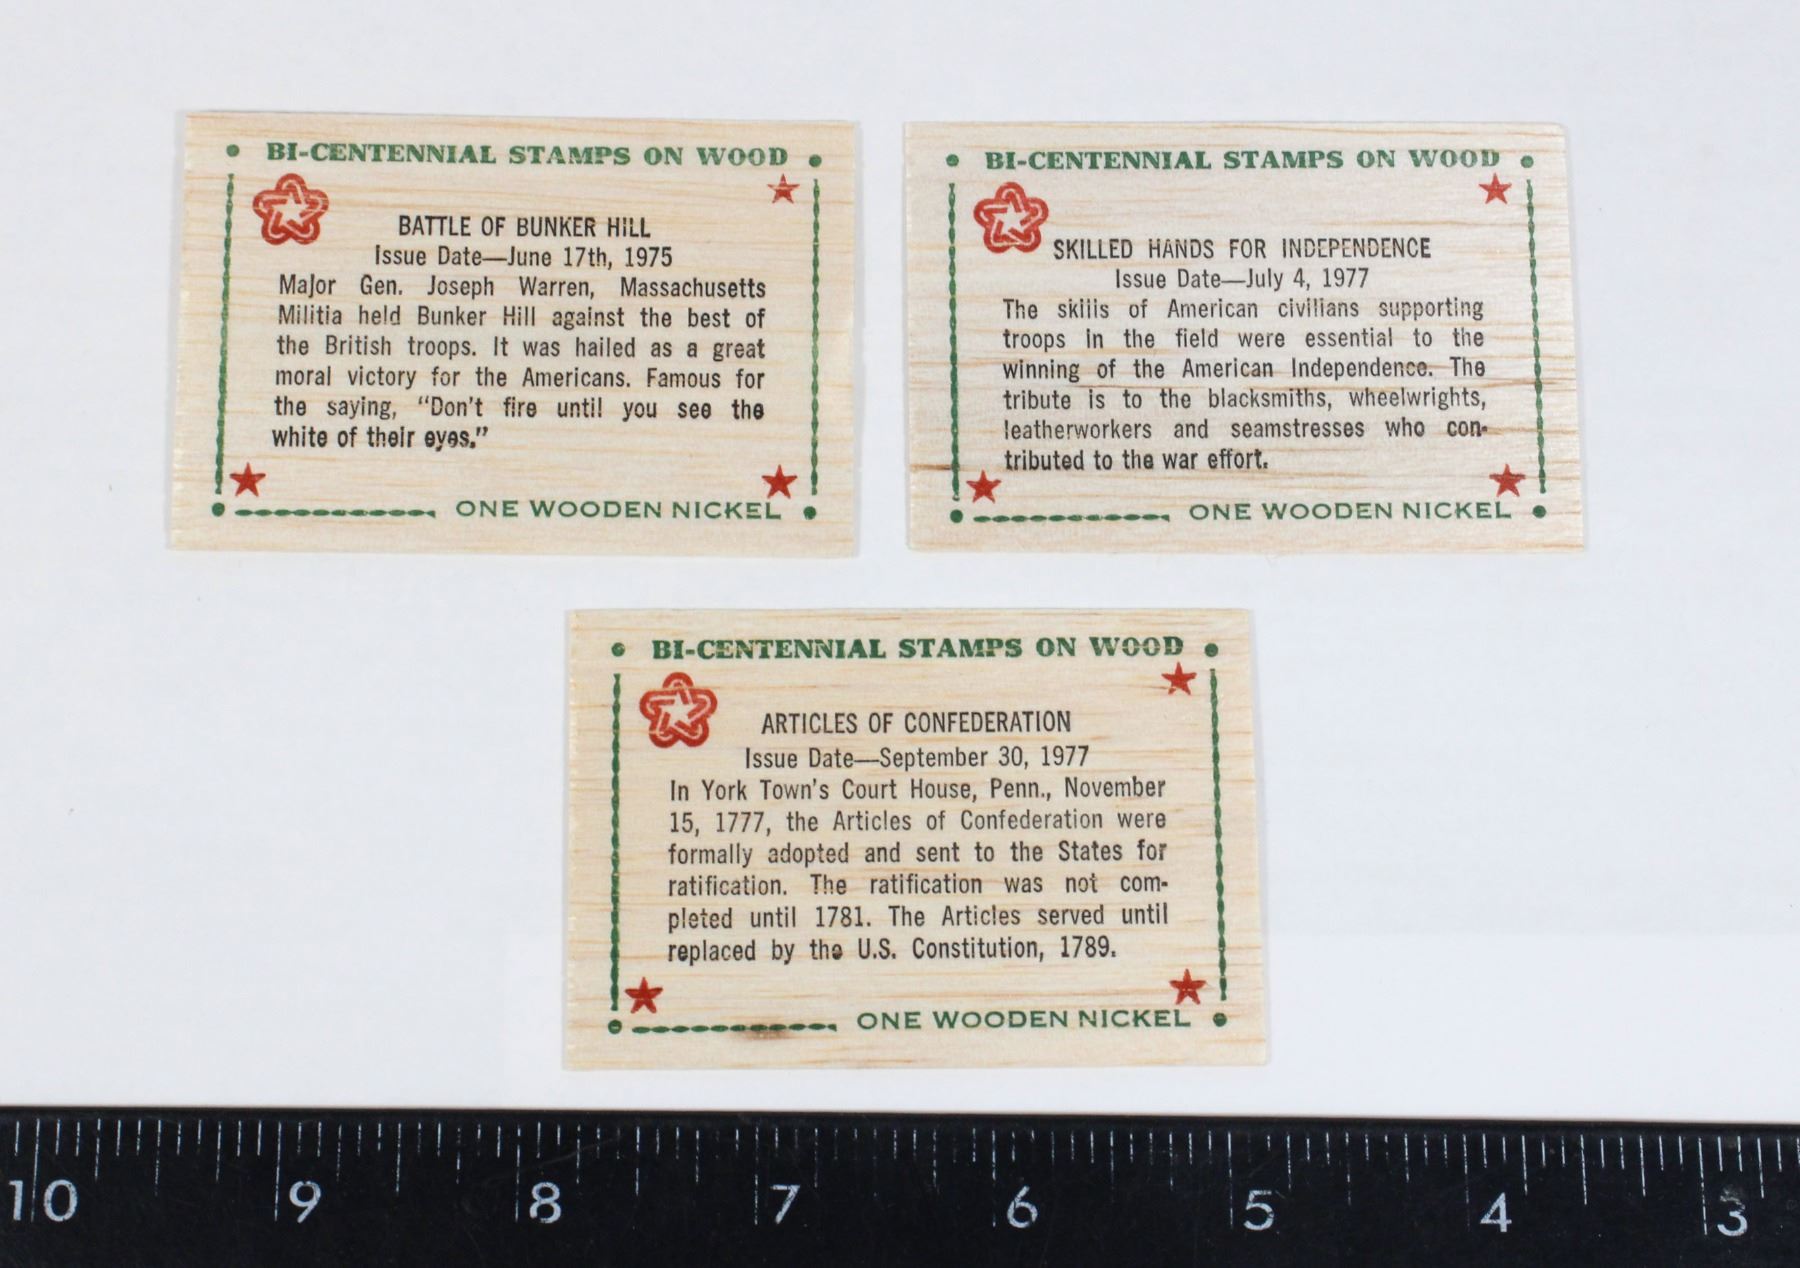 BI-CENTENNIAL STAMPS ON WOOD
BATTLE OF BUNKER HILL
Issue Date—June 17th, 1975
Major Gen. Joseph Warren, Massachusetts
Militia held Bunker Hill against the best of
the British troops. It was hailed as a great
moral victory for the Americans. Famous for
the saying, "Don't fire until you see the
white of their eyes."
ONE WOODEN NICKEL
BI-CENTENNIAL STAMPS ON WOOD
SKILLED HANDS FOR INDEPENDENCE
Issue Date—July 4, 1977
The skills of American civilians supporting
troops in the field were essential to the
winning of the American Independence. The
tribute is to the blacksmiths, wheelwrights,
leatherworkers and seamstresses who con-
tributed to the war effort.
ONE WOODEN NICKEL
BI-CENTENNIAL STAMPS ON WOOD
ARTICLES OF CONFEDERATION
Issue Date—September 30, 1977
In York Town's Court House, Penn., November
15, 1777, the Articles of Confederation were
formally adopted and sent to the States for
ratification. The ratification was not com-
pleted until 1781. The Articles served until
replaced by the U.S. Constitution, 1789.
ONE WOODEN NICKEL
10 9 8 7 6 5 4 3